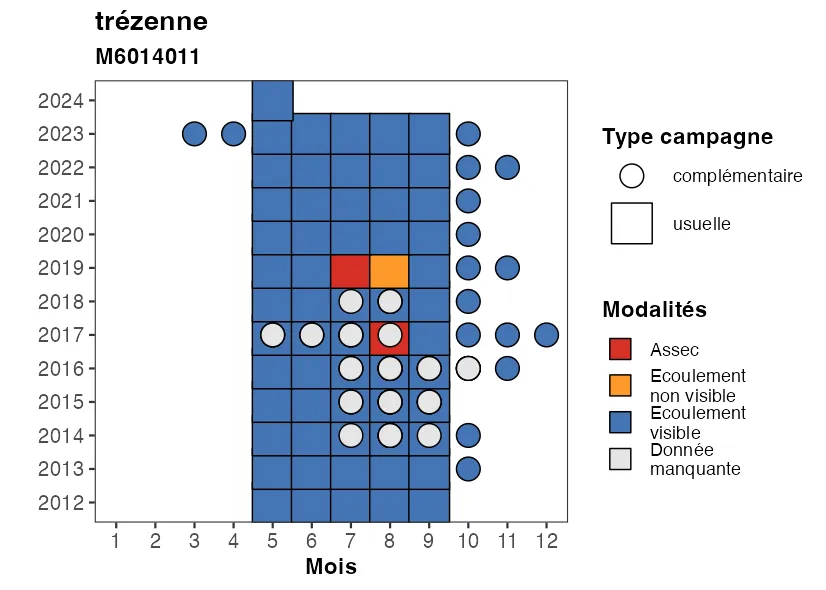 trézenne
M6014011
2024
2023
2022
2021
2020
2019
2018
2017
2016
2015
2014
2013
2012
1 2 3 4 5 6 7 8 9 10 11 12
Mois
Type campagne
complémentaire
usuelle
Modalités
Assec
Ecoulement
non visible
Ecoulement
visible
Donnée
manquante